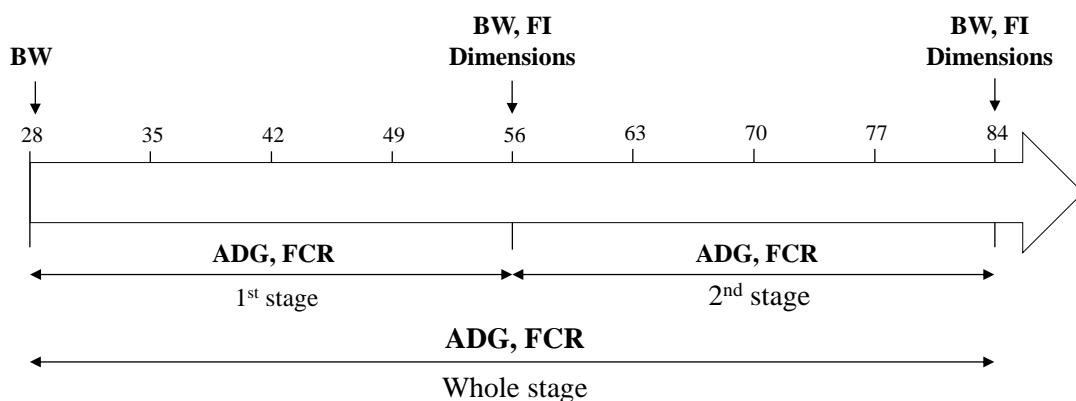 BW, FI
Dimensions
BW, FI
Dimensions
BW
28 35 42 49 56 63 70 77 84
ADG, FCR
ADG, FCR
1st stage
2nd stage
ADG, FCR
Whole stage